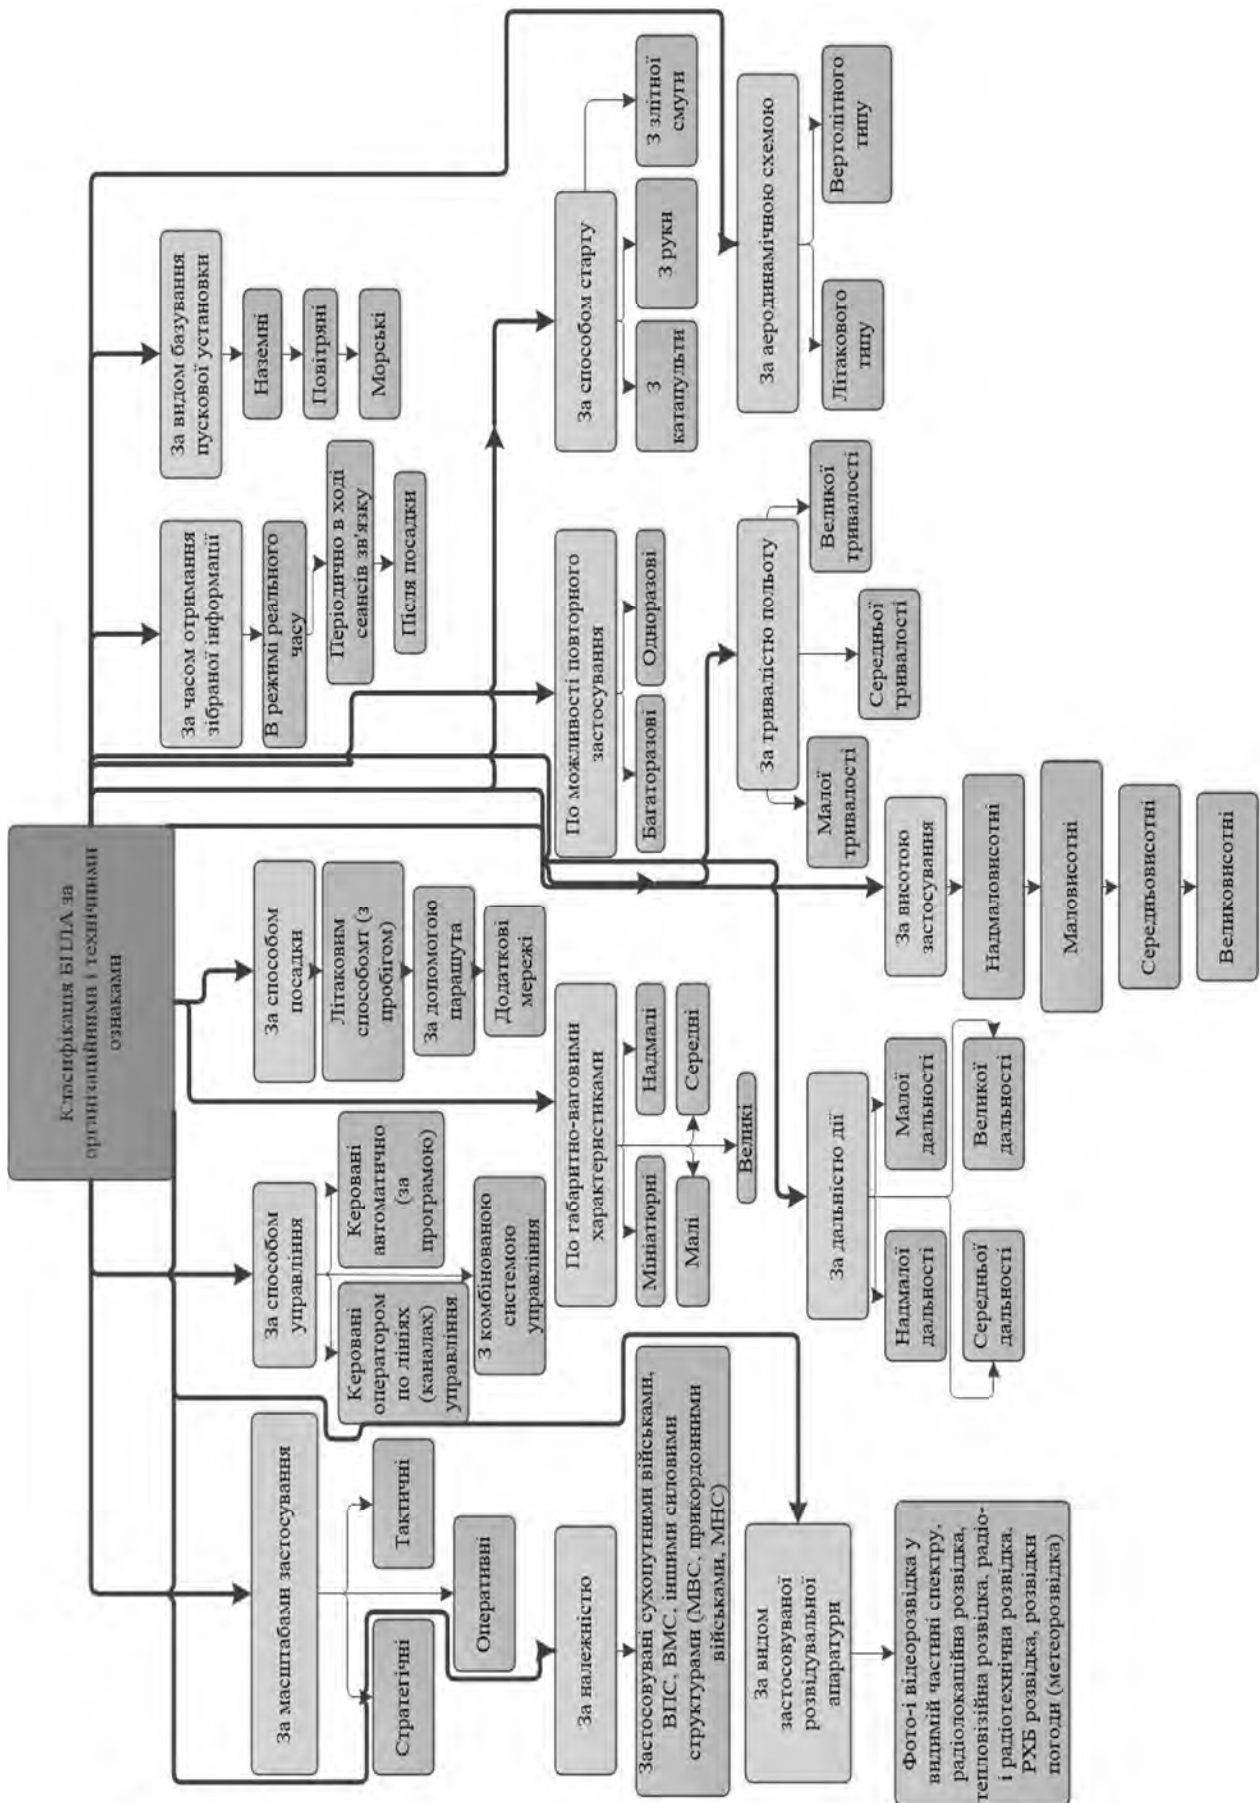 Класифікація БПЛА за
організаційними і технічними
ознаками
За масштабами застосування
Стратегічні
Тактичні
Оперативні
За способом
управління
Керовані
оператором
по лініях
(каналах)
управління
Керовані
автоматично
(за
програмою)
З комбінованою
системою
управління
За способом
посадки
Літаковим
способомт (з
пробігом)
За допомогою
парашута
Додаткові
мережі
За часом отримання
зібраної інформації
В режимі реального
часу
Періодично в ході
сеансів зв'язку
Після посадки
За видом базування
пускової установки
Наземні
Повітряні
Морські
За належністю
Застосовувані сухопутними військами,
ВПС, ВМС, іншими силовими
структурами (МВС, прикордонними
військами, МНС)
По габаритно-ваговими
характеристиками
Мініатюрні
Надмалі
Малі
Середні
Великі
По можливості повторного
застосування
Багаторазові
Одноразові
За способом старту
З
катапульти
З руки
З злітної
смуги
За видом
застосовуваної
розвідувальної
апаратури
Фото-і відеорозвідка у
видимій частині спектру,
радіолокаційна розвідка,
тепловізійна розвідка, радіо-
і радіотехнічна розвідка.
РХБ розвідка, розвідки
погоди (метеорозвідка)
За дальністю дії
Надмалої
дальності
Малої
дальності
Середньої
дальності
Великої
дальності
За тривалістю польоту
Малої
тривалості
Середньої
тривалості
Великої
тривалості
За аеродинамічною схемою
Літакового
типу
Вертолітного
типу
За висотою
застосування
Надмаловисотні
Маловисотні
Середньовисотні
Великовисотні